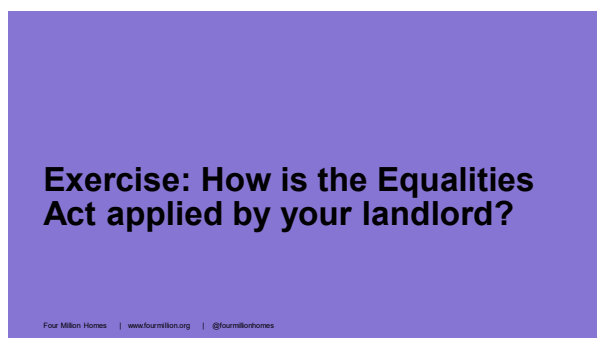 Exercise: How is the Equalities
Act applied by your landlord?
Four Million Homes | www.fourmillion.org | @fourmillionhomes